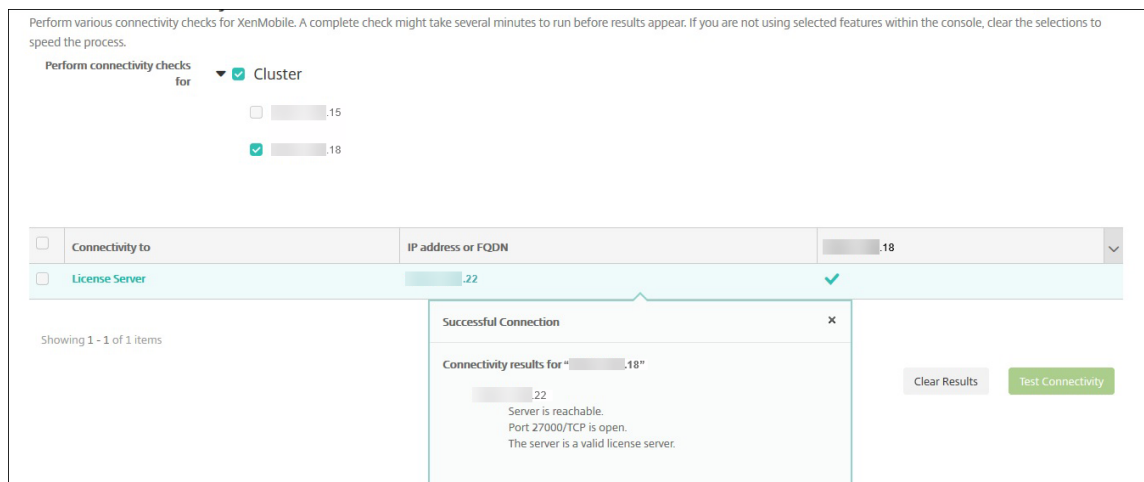 Perform various connectivity checks for XenMobile. A complete check might take several minutes to run before results appear. If you are not using selected features within the console, clear the selections to
speed the process.
Perform connectivity checks
for
Cluster
.15
.18
Connectivity to
IP address or FQDN
.18
License Server
.22
Successful Connection
×
Showing 1 - 1 of 1 items
Connectivity results for “ .18”
Clear Results
Test Connectivity
.22
Server is reachable.
Port 27000/TCP is open.
The server is a valid license server.